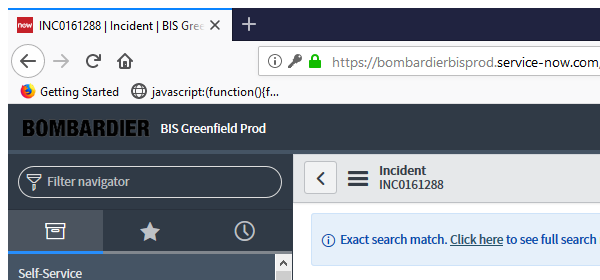 now INC0161288 | Incident | BIS Gree
https://bombardierbisprod.service-now.com/
Getting Started javascript:(function(){f...
BOMBARDIER BIS Greenfield Prod
Filter navigator
Incident
INC0161288
Exact search match. Click here to see full search
Self-Service